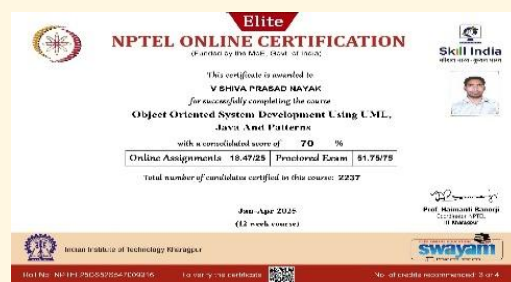 Elite
NPTEL ONLINE CERTIFICATION
(Funded by the MoE, Govt. of India)
Skill India
कौशल भारत - कुशल भारत
This certificate is awarded to
V SHIVA PRASAD NAYAK
for successfully completing the course
Object Oriented System Development Using UML,
Java And Patterns
with a consolidated score of 70 %
Online Assignments 18.47/25 Proctored Exam 51.75/75
Total number of candidates certified in this course: 2237
Jan-Apr 2025
(12 week course)
Prof. Haimanti Banerji
Coordinator NPTEL
IIT Kharagpur
Indian Institute of Technology Kharagpur
swayam
Roll No:
To verify the certificate
No. of credits recommended: 3 or 4